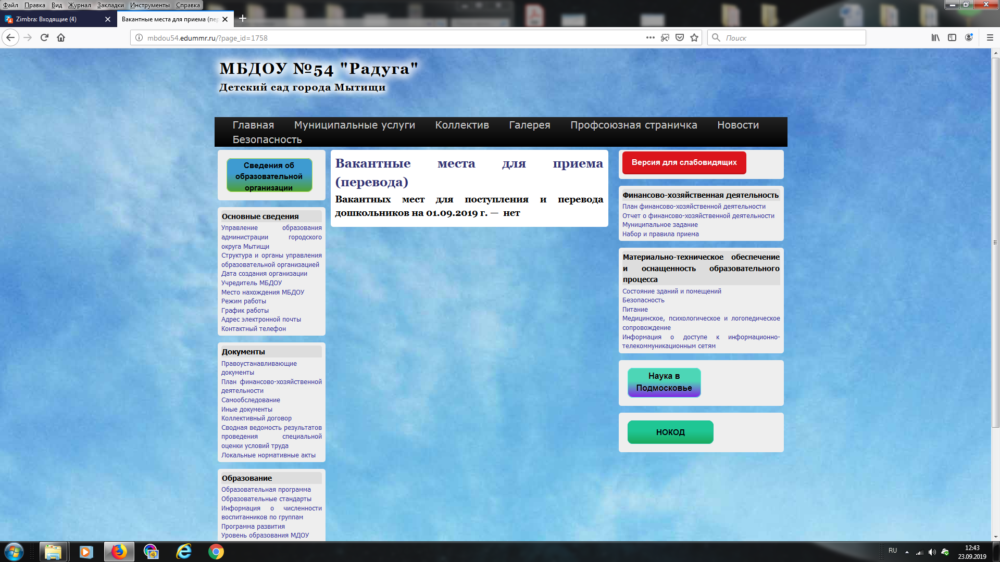 Файл Правка Вид Журнал Закладки Инструменты Справка
Zimbra: Входящие (4)
Вакантные места для приема (пер
mbdou54.edummr.ru/?page_id=1758
Поиск
МБДОУ №54 "Радуга"
Детский сад города Мытищи
Главная Муниципальные услуги Коллектив Галерея Профсоюзная страничка Новости
Безопасность
Сведения об
образовательной
организации
Основные сведения
Управление образования
администрации городского
округа Мытищи
Структура и органы управления
образовательной организацией
Дата создания организации
Учредитель МБДОУ
Место нахождения МБДОУ
Режим работы
График работы
Адрес электронной почты
Контактный телефон
Документы
Правоустанавливающие
документы
План финансово-хозяйственной
деятельности
Самообследование
Иные документы
Коллективный договор
Сводная ведомость результатов
проведения специальной
оценки условий труда
Локальные нормативные акты
Образование
Образовательная программа
Образовательные стандарты
Информация о численности
воспитанников по группам
Программа развития
Уровень образования МДОУ
Вакантные места для приема
(перевода)
Вакантных мест для поступления и перевода
дошкольников на 01.09.2019 г. — нет
Версия для слабовидящих
Финансово-хозяйственная деятельность
План финансово-хозяйственной деятельности
Отчет о финансово-хозяйственной деятельности
Муниципальное задание
Набор и правила приема
Материально-техническое обеспечение
и оснащенность образовательного
процесса
Состояние зданий и помещений
Безопасность
Питание
Медицинское, психологическое и логопедическое
сопровождение
Информация о доступе к информационно-
телекоммуникационным сетям
Наука в
Подмосковье
НОКОД
RU
12:43
23.09.2019